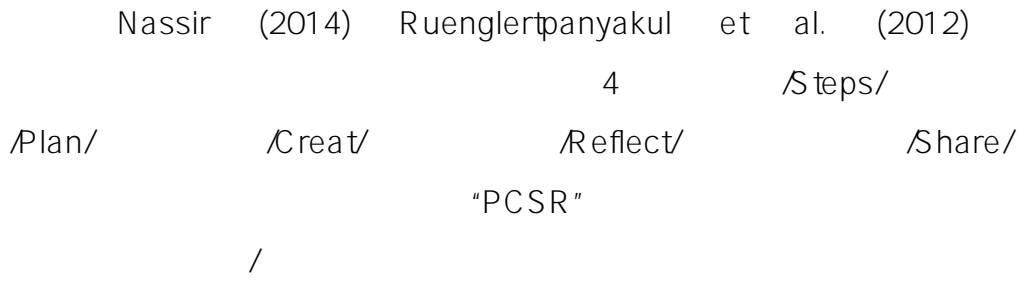 Nassir (2014) Ruenglertpanyakul et al. (2012)
4 /Steps/
/Plan/ /Creat/ /Reflect/ /Share/
“PCSR”
/